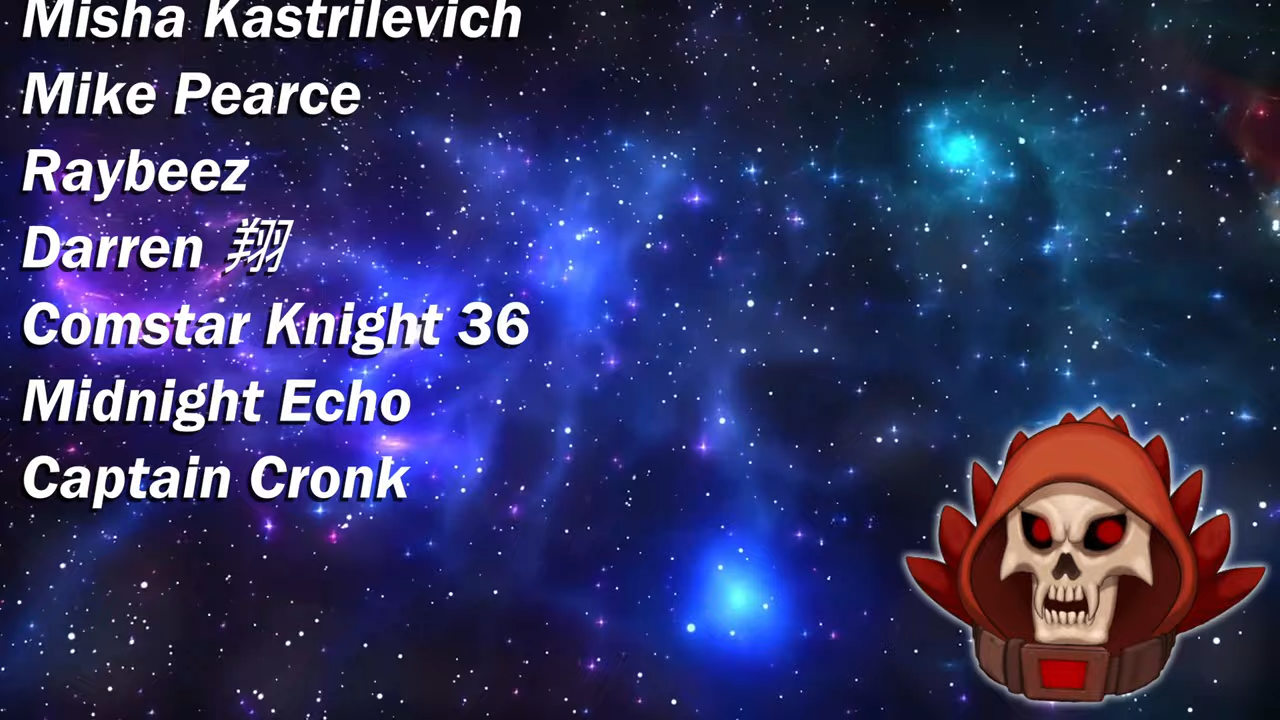 Misha Kastrilevich
Mike Pearce
Raybeez
Darren 翔
Comstar Knight 36
Midnight Echo
Captain Cronk